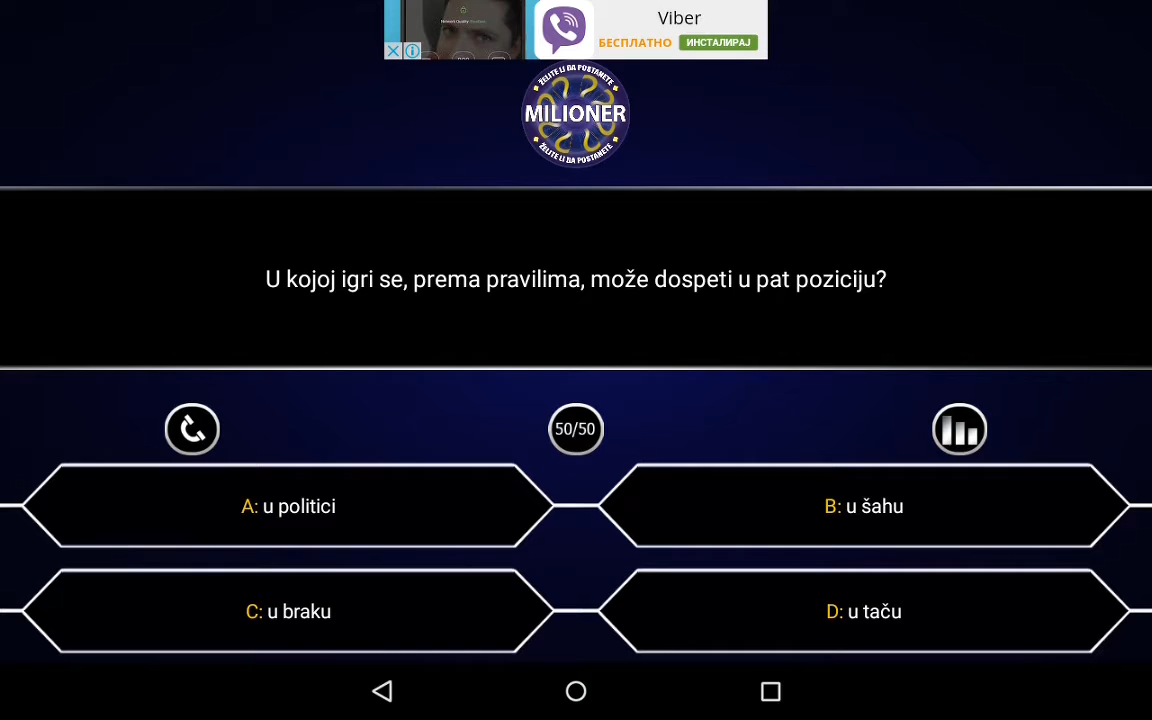 Viber
БЕСПЛАТНО ИНСТАЛИРАЈ
ŽELITE LI DA POSTANETE
MILIONER
ŽELITE LI DA POSTANETE
U kojoj igri se, prema pravilima, može dospeti u pat poziciju?
50/50
A: u politici
B: u šahu
C: u braku
D: u taču